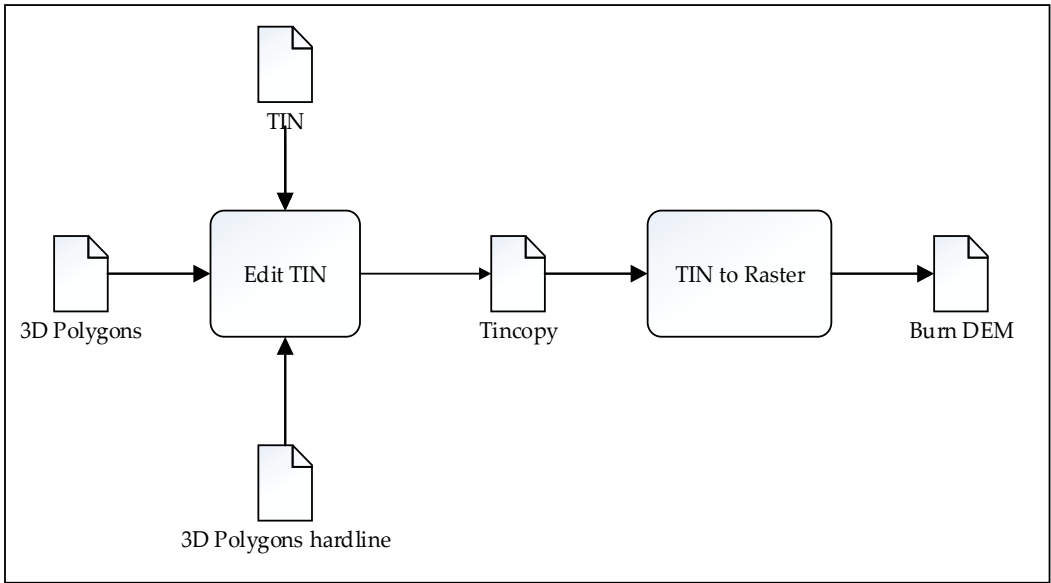 TIN
Edit TIN
TIN to Raster
3D Polygons
Tincopy
Burn DEM
3D Polygons hardline